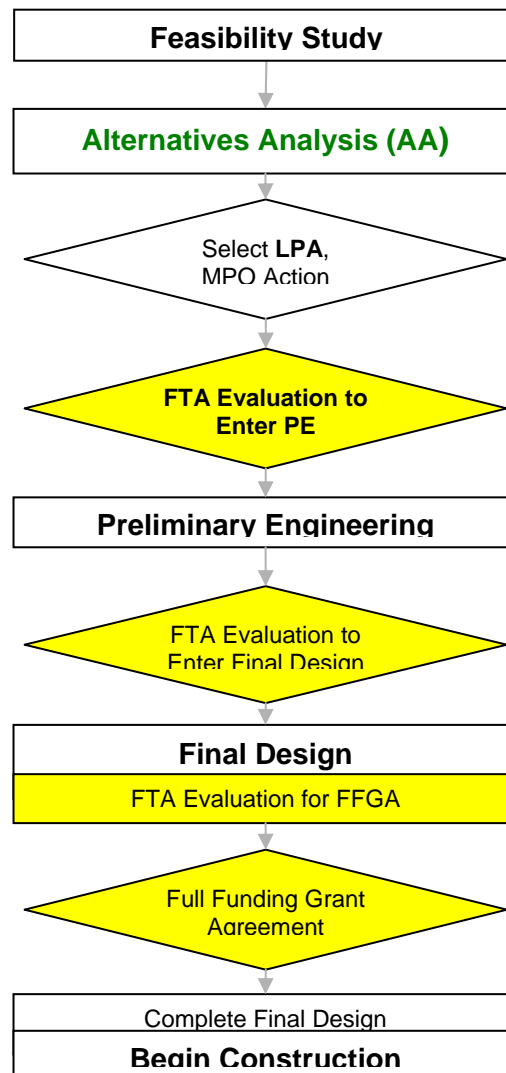 Feasibility Study
Alternatives Analysis (AA)
Select LPA,
MPO Action
FTA Evaluation to
Enter PE
Preliminary Engineering
FTA Evaluation to
Enter Final Design
Final Design
FTA Evaluation for FFGA
Full Funding Grant
Agreement
Complete Final Design
Begin Construction